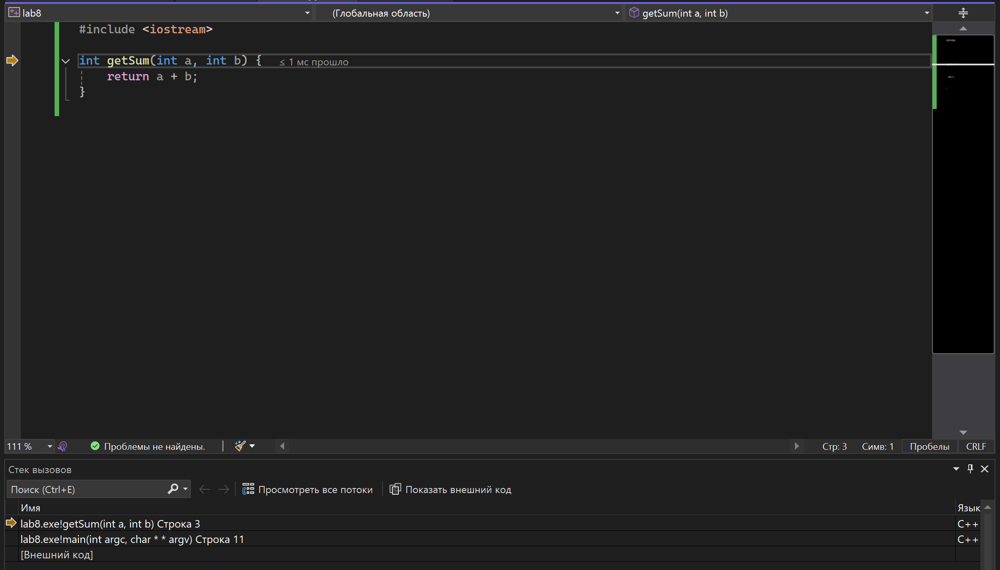 lab8 (Глобальная область) getSum(int a, int b)
#include <iostream>
int getSum(int a, int b) { ≤ 1 мс прошло
return a + b;
}
111 % Проблемы не найдены. Стр: 3 Симв: 1 Пробелы CRLF
Стек вызовов
Поиск (Ctrl+E) Просмотреть все потоки Показать внешний код
Имя Язык
lab8.exe!getSum(int a, int b) Строка 3 C++
lab8.exe!main(int argc, char * * argv) Строка 11 C++
[Внешний код]